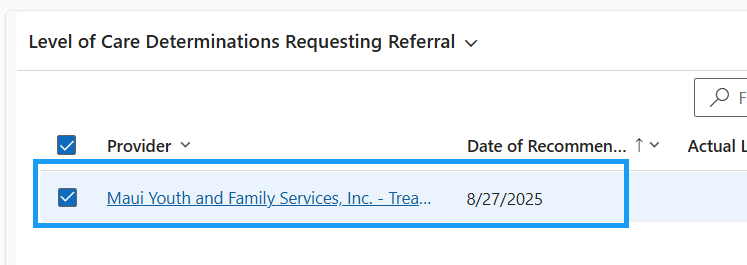 Level of Care Determinations Requesting Referral
F
Provider Date of Recommen... Actual L
Maui Youth and Family Services, Inc. - Trea... 8/27/2025